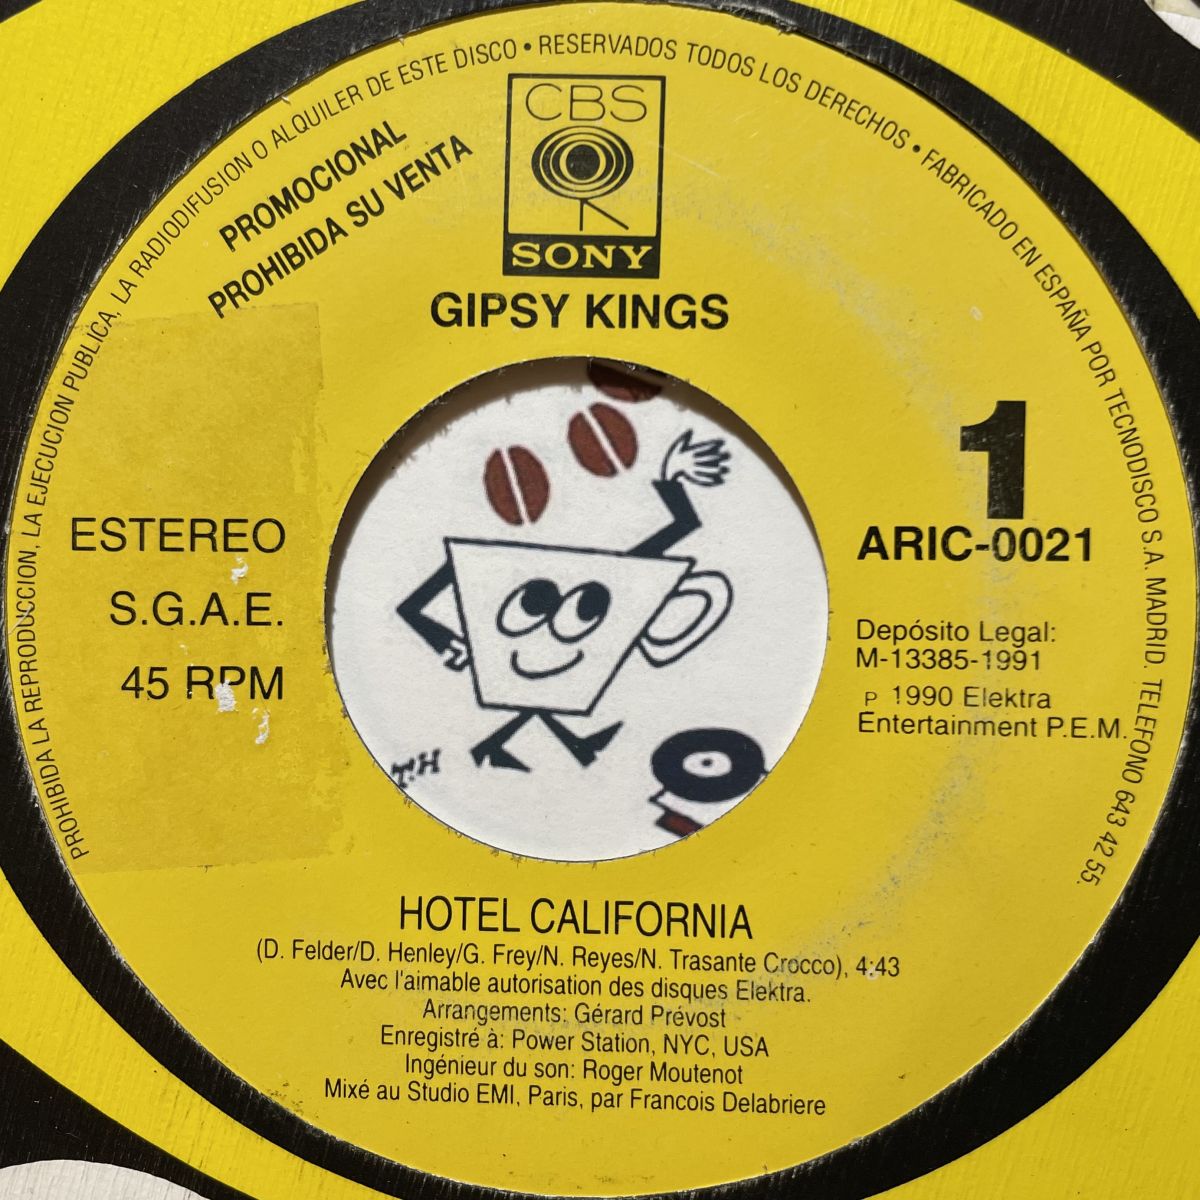 PROHIBIDA LA REPRODUCCION, LA EJECUCION PUBLICA, LA RADIODIFUSION O ALQUILER DE ESTE DISCO • RESERVADOS TODOS LOS DERECHOS • FABRICADO EN ESPAÑA POR TECNODISCO S.A. MADRID. TELEFONO 643 42 55.
PROMOCIONAL
PROHIBIDA SU VENTA
CBS
SONY
GIPSY KINGS
1
ARIC-0021
ESTEREO
S.G.A.E.
45 RPM
Depósito Legal:
M-13385-1991
P 1990 Elektra
Entertainment P.E.M.
T.H
HOTEL CALIFORNIA
(D. Felder/D. Henley/G. Frey/N. Reyes/N. Trasante Crocco), 4:43
Avec l'aimable autorisation des disques Elektra.
Arrangements: Gérard Prévost
Enregistré à: Power Station, NYC, USA
Ingénieur du son: Roger Moutenot
Mixé au Studio EMI, Paris, par Francois Delabriere